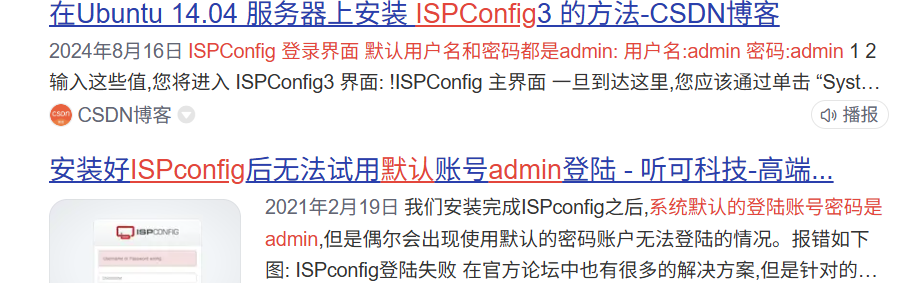 在Ubuntu 14.04 服务器上安装 ISPConfig3 的方法-CSDN博客
2024年8月16日 ISPConfig 登录界面 默认用户名和密码都是admin: 用户名:admin 密码:admin 1 2
输入这些值,您将进入 ISPConfig3 界面: !ISPConfig 主界面 一旦到达这里,您应该通过单击 “Syst...
CSDN博客
播报
安装好ISPconfig后无法试用默认账号admin登陆 - 听可科技-高端...
2021年2月19日 我们安装完成ISPconfig之后,系统默认的登陆账号密码是
admin,但是偶尔会出现使用默认的密码账户无法登陆的情况。报错如下
图: ISPconfig登陆失败 在官方论坛中也有很多的解决方案,但是针对的...
ISPCONFIG